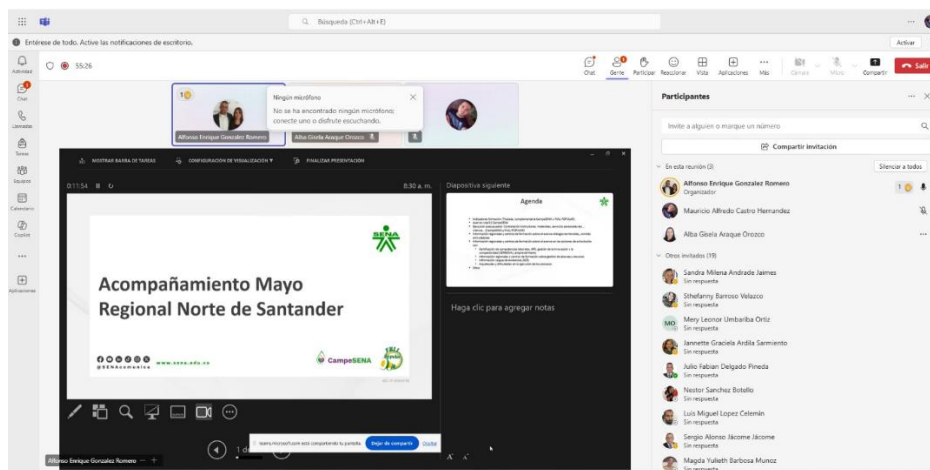 Búsqueda (Ctrl+Alt+E)
Entérese de todo. Active las notificaciones de escritorio.
Activar
Actividad
Chat
Llamadas
Tareas
Equipos
Calendario
Copilot
Aplicaciones
55:26
Chat
Gente
Participar
Reaccionar
Vista
Aplicaciones
Más
Cámara
Micro
Compartir
Salir
Ningún micrófono
No se ha encontrado ningún micrófono; conecte uno o disfrute escuchando.
Alfonso Enrique Gonzalez Romero
Alba Gisela Araque Orozco
MOSTRAR BARRA DE TAREAS
CONFIGURACIÓN DE VISUALIZACIÓN
FINALIZAR PRESENTACIÓN
0:11:54
8:30 a. m.
Diapositiva siguiente
SENA
Acompañamiento Mayo
Regional Norte de Santander
@SENAcomunica
www.sena.edu.co
CampeSENA
Agenda
Haga clic para agregar notas
teams.microsoft.com está compartiendo tu pantalla.
Dejar de compartir
Ocultar
Alfonso Enrique Gonzalez Romero
Participantes
Invite a alguien o marque un número
Compartir invitación
En esta reunión (3)
Silenciar a todos
Alfonso Enrique Gonzalez Romero
Organizador
1
Mauricio Alfredo Castro Hernandez
Alba Gisela Araque Orozco
Otros invitados (19)
Sandra Milena Andrade Jaimes
Sin respuesta
Sthefanny Barroso Velazco
Sin respuesta
MO
Mery Leonor Umbariba Ortiz
Sin respuesta
Jannette Graciela Ardila Sarmiento
Sin respuesta
Julio Fabian Delgado Pineda
Sin respuesta
Nestor Sanchez Botello
Sin respuesta
Luis Miguel Lopez Celemin
Sin respuesta
Sergio Alonso Jácome Jácome
Sin respuesta
Magda Yulieth Barbosa Munoz
Sin respuesta